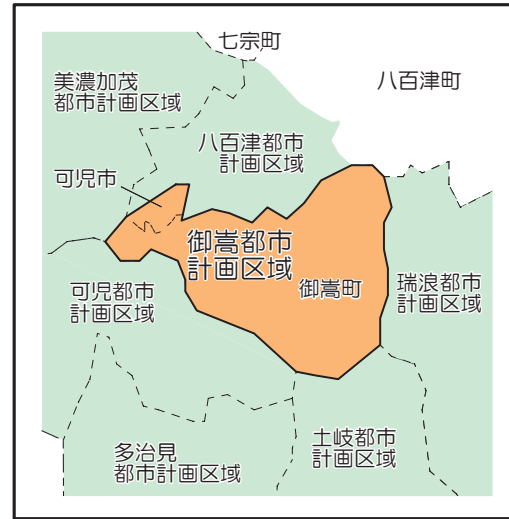 七宗町
美濃加茂
都市計画区域
八百津町
八百津都市
計画区域
可児市
御嵩都市
計画区域
御嵩町
瑞浪都市
計画区域
可児都市
計画区域
多治見
都市計画区域
土岐都市
計画区域